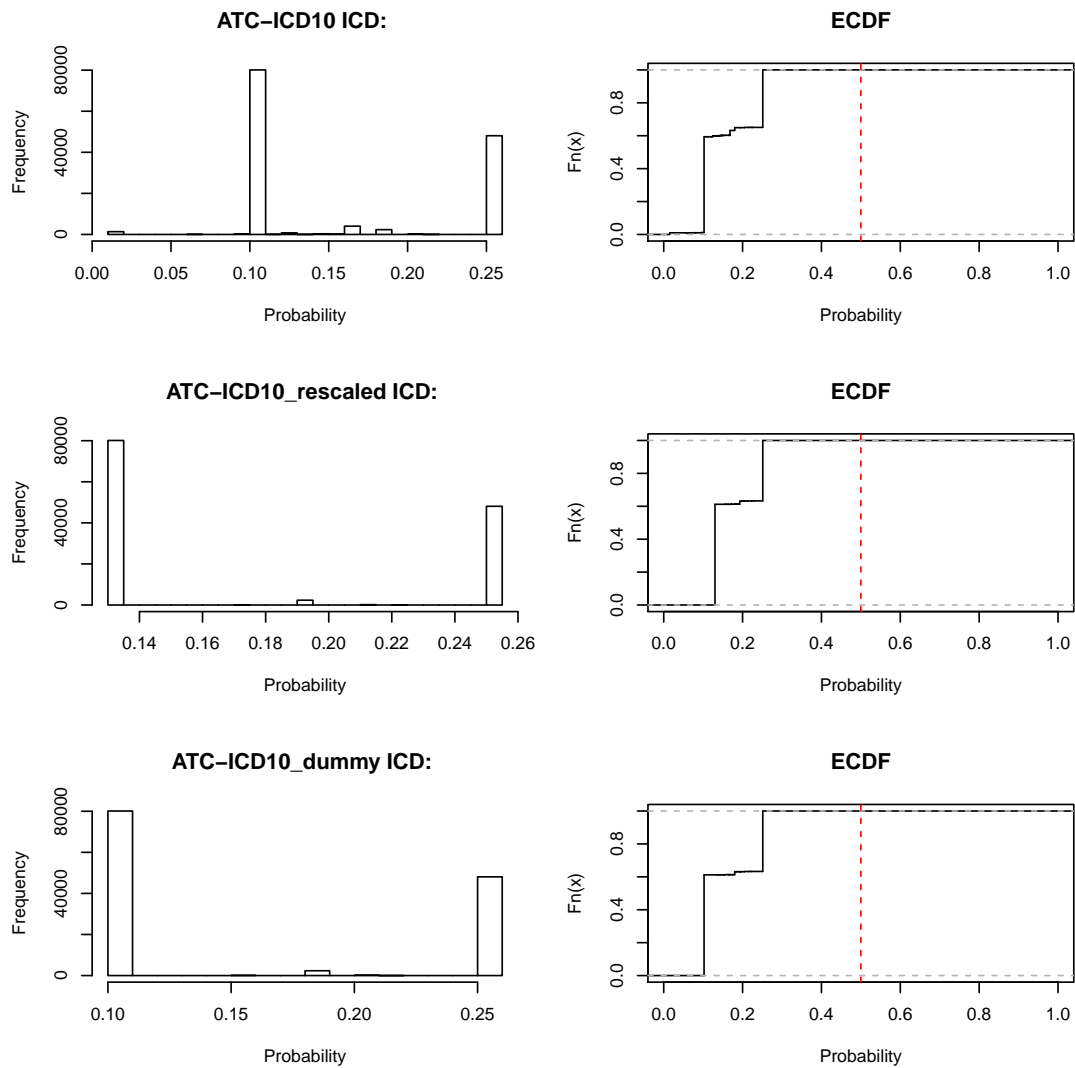 ATC−ICD10 ICD:
Frequency
0 40000 80000
0.00 0.05 0.10 0.15 0.20 0.25
Probability
ECDF
Fn(x)
0.0 0.4 0.8
0.0 0.2 0.4 0.6 0.8 1.0
Probability
ATC−ICD10_rescaled ICD:
Frequency
0 40000 80000
0.14 0.16 0.18 0.20 0.22 0.24 0.26
Probability
ECDF
Fn(x)
0.0 0.4 0.8
0.0 0.2 0.4 0.6 0.8 1.0
Probability
ATC−ICD10_dummy ICD:
Frequency
0 40000 80000
0.10 0.15 0.20 0.25
Probability
ECDF
Fn(x)
0.0 0.4 0.8
0.0 0.2 0.4 0.6 0.8 1.0
Probability